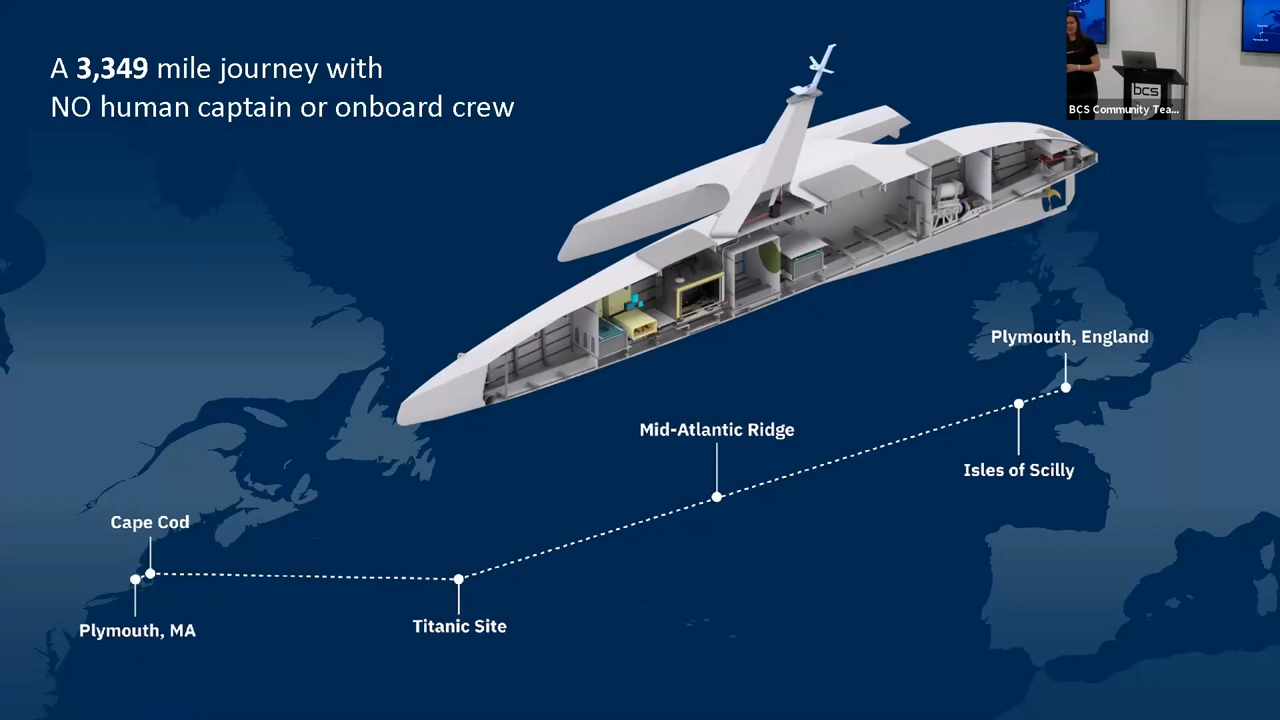 A 3,349 mile journey with
NO human captain or onboard crew
bcs
BCS Community Tea...
Plymouth, England
Mid-Atlantic Ridge
Isles of Scilly
Cape Cod
Titanic Site
Plymouth, MA